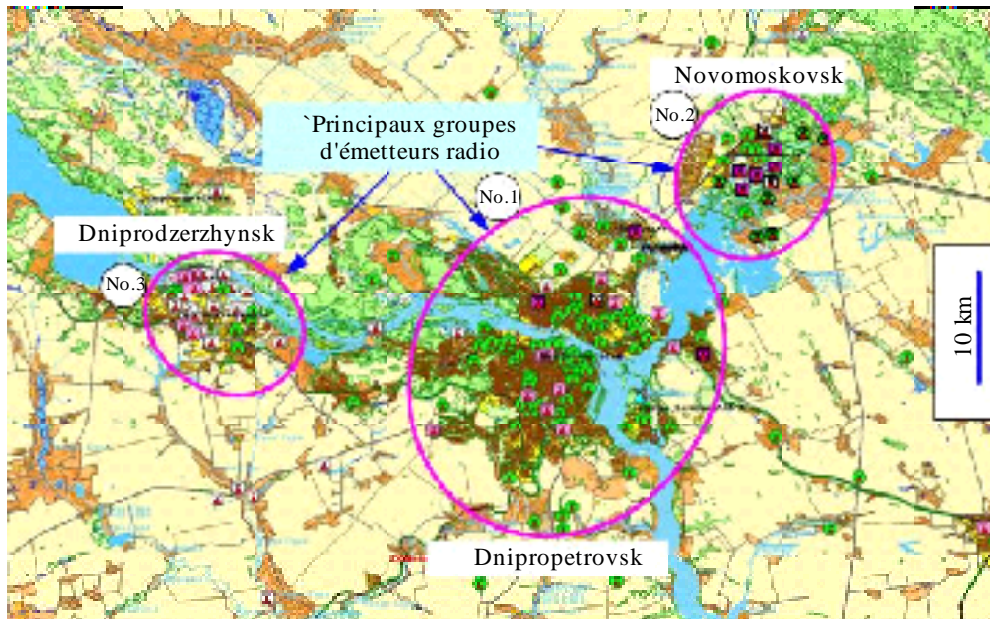 Novomoskovsk
No.2
`Principaux groupes
d'émetteurs radio
No.1
Dniprodzerzhynsk
No.3
10 km
Dnipropetrovsk